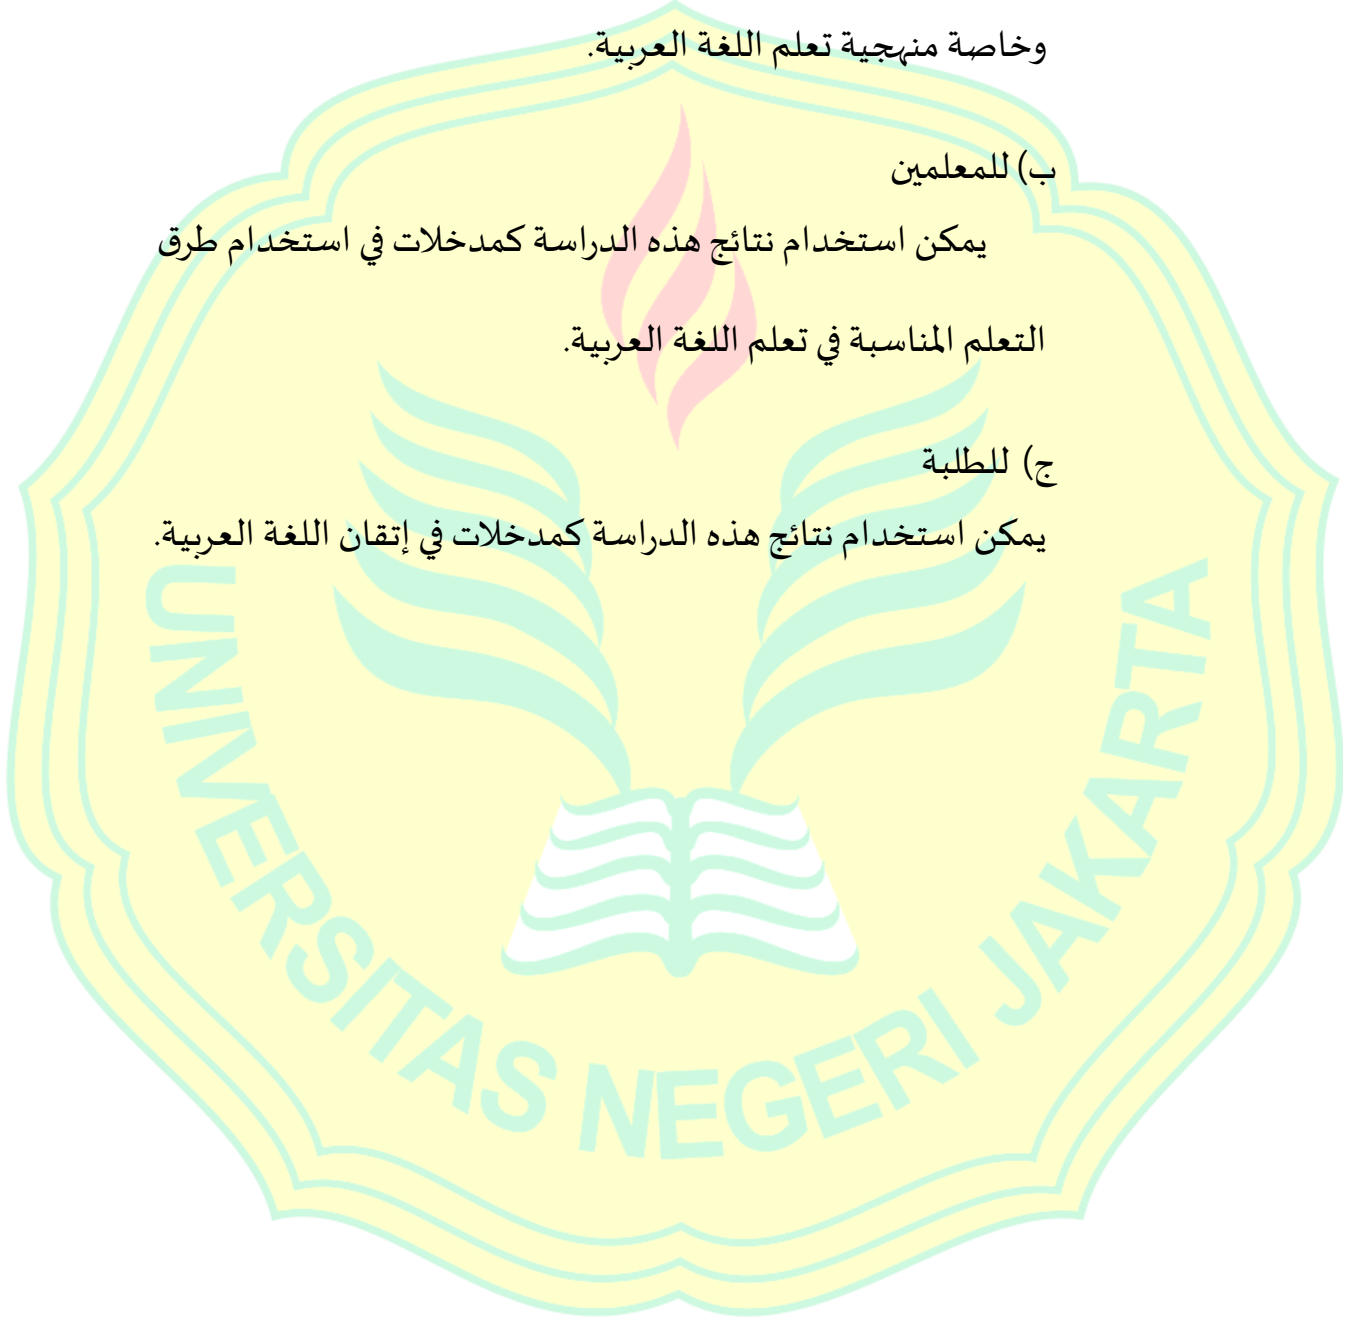 وخاصة منهجية تعلم اللغة العربية.
ب) للمعلمين
يمكن استخدام نتائج هذه الدراسة كمدخلات في استخدام طرق
التعلم المناسبة في تعلم اللغة العربية.
ج) للطلبة
يمكن استخدام نتائج هذه الدراسة كمدخلات في إتقان اللغة العربية.
UNIVERSITAS NEGERI JAKARTA